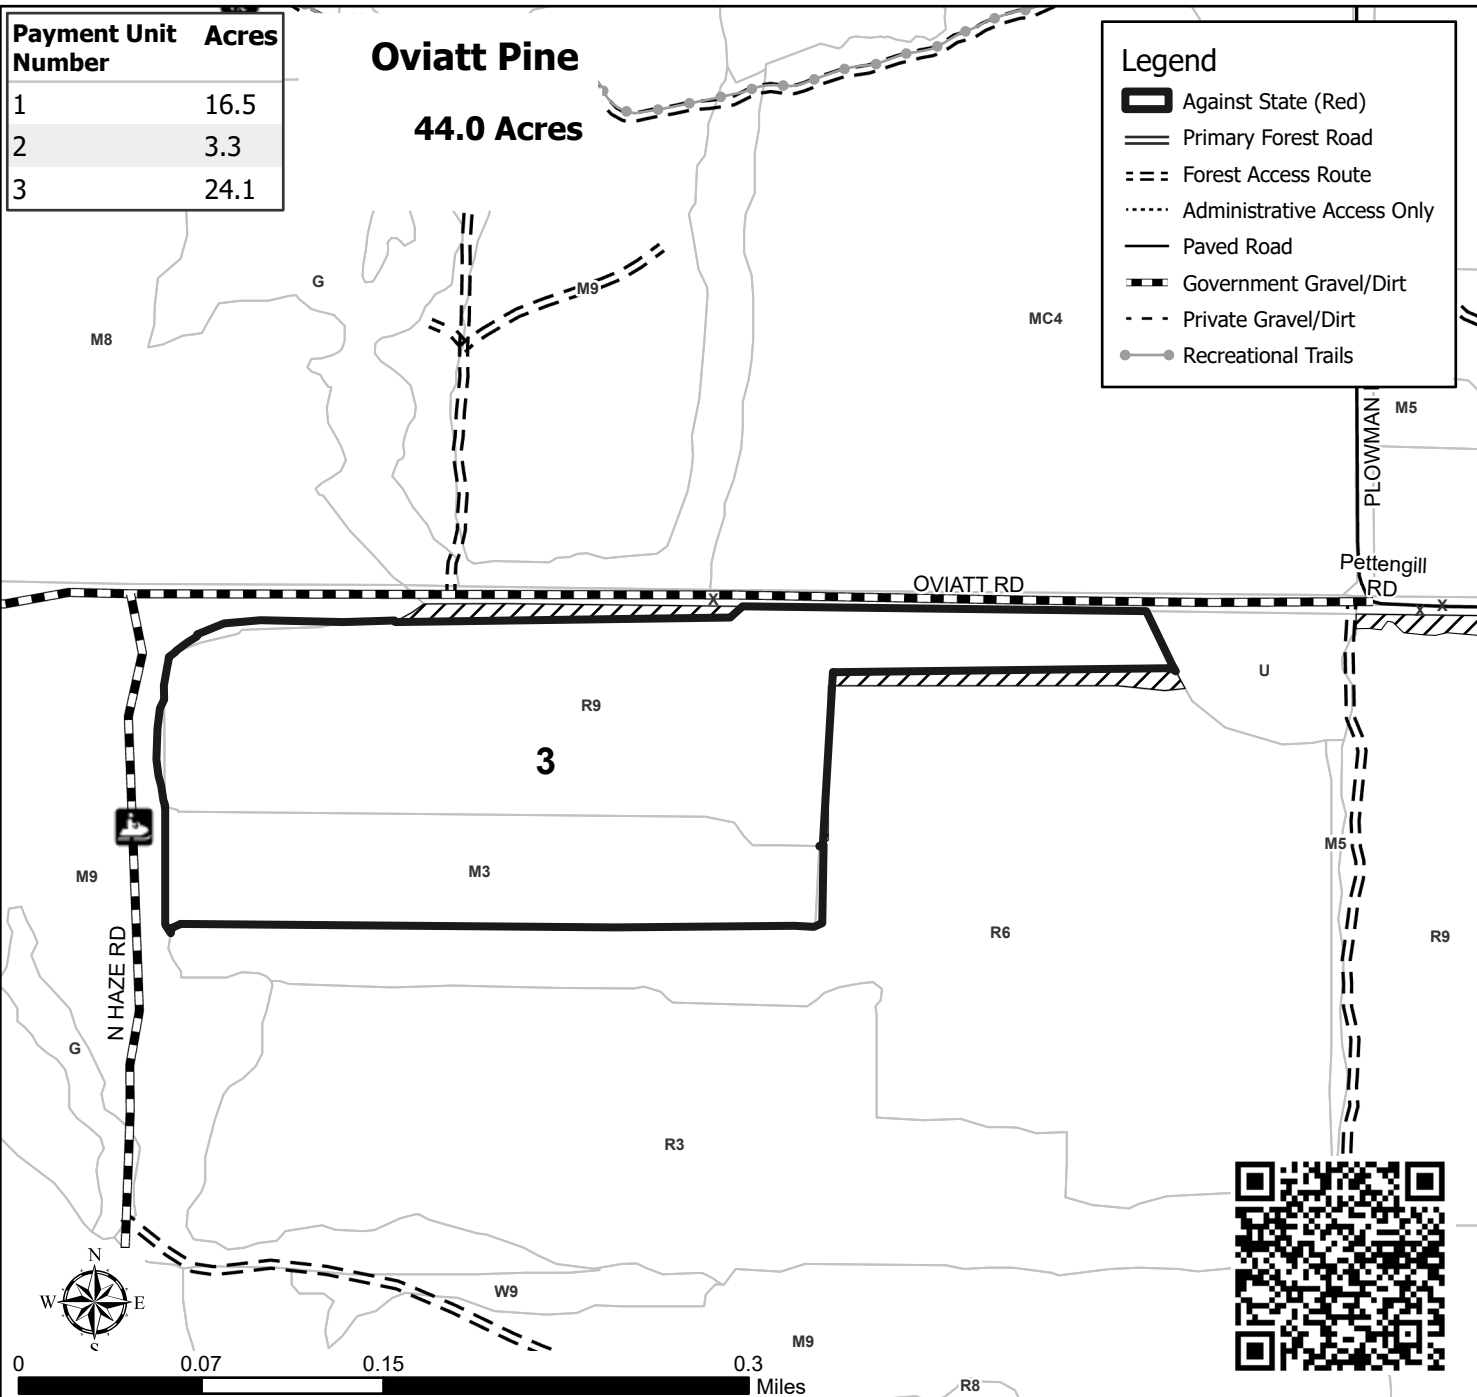 Payment Unit Number Acres
1 16.5
2 3.3
3 24.1
Oviatt Pine
44.0 Acres
Legend
Against State (Red)
Primary Forest Road
Forest Access Route
Administrative Access Only
Paved Road
Government Gravel/Dirt
Private Gravel/Dirt
Recreational Trails
G
M9
M8
MC4
M5
PLOWMAN
Pettengill
RD
OVIATT RD
X
X
X
U
R9
3
M3
M5
M9
R6
R9
N HAZE RD
G
R3
N
W E
S
W9
M9
R8
0 0.07 0.15 0.3
Miles